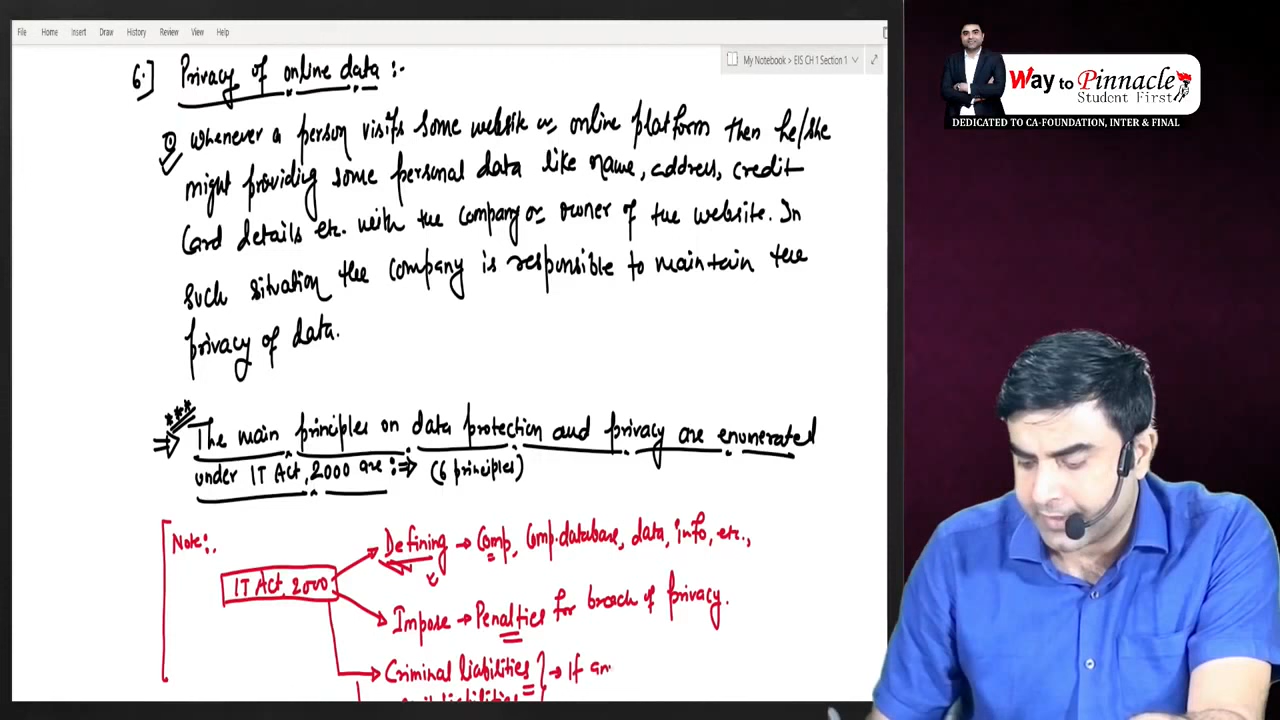 File Home Insert Draw History Review View Help
My Notebook > EIS CH 1 Section 1
Way to Pinnacle
Student First
DEDICATED TO CA-FOUNDATION, INTER & FINAL
6.] Privacy of online data :-
① Whenever a person visits some website or online platform then he/she
might providing some personal data like name, address, credit
Card details etc. with the company or owner of the website. In
such situation the company is responsible to maintain the
privacy of data.
*** The main principles on data protection and privacy are enunerated
under IT Act, 2000 are :⇒ (6 principles)
Note:.
IT Act, 2000
Defining → Comp, Comp. database, data, info, etc.,
Impose → Penalties for breach of privacy.
Criminal liabilities } → If an